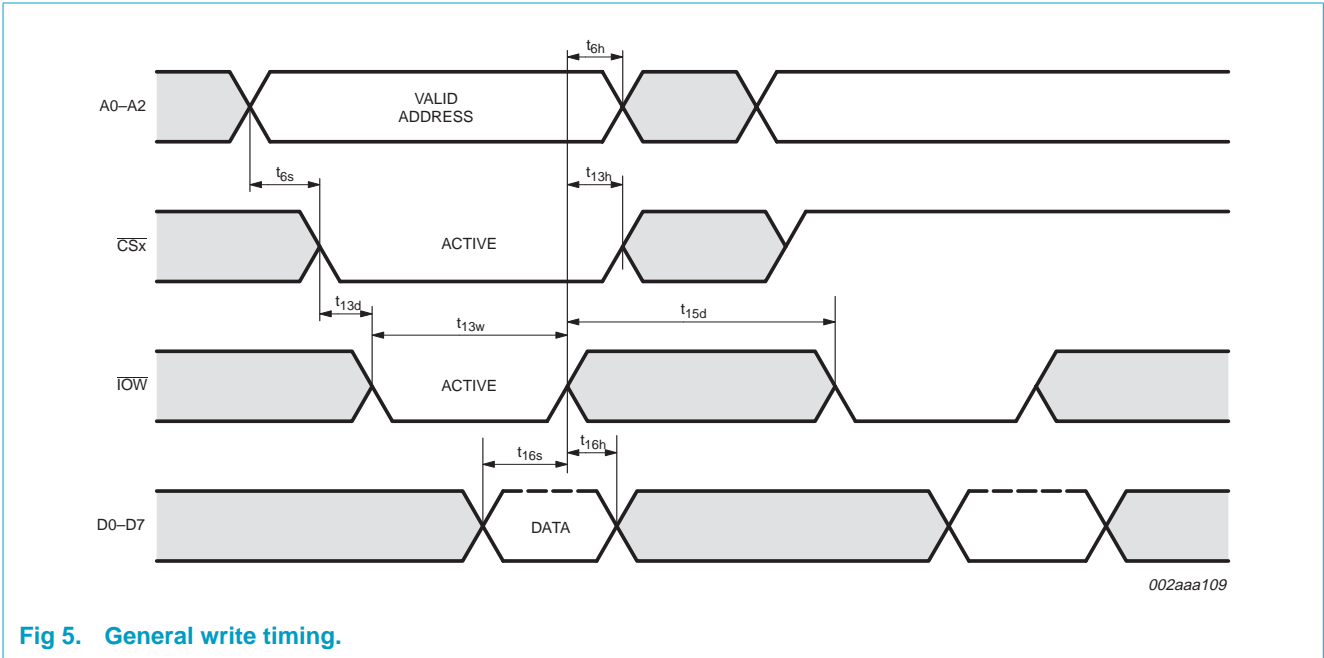 t6h
A0–A2
VALID
ADDRESS
t6s
t13h
CSx
ACTIVE
t13d
t13w
t15d
IOW
ACTIVE
t16s
t16h
D0–D7
DATA
002aaa109
Fig 5. General write timing.